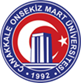 ÇANAKKALE ONSEKİZ MART ÜNİVERSİTESİ
• 1992 •